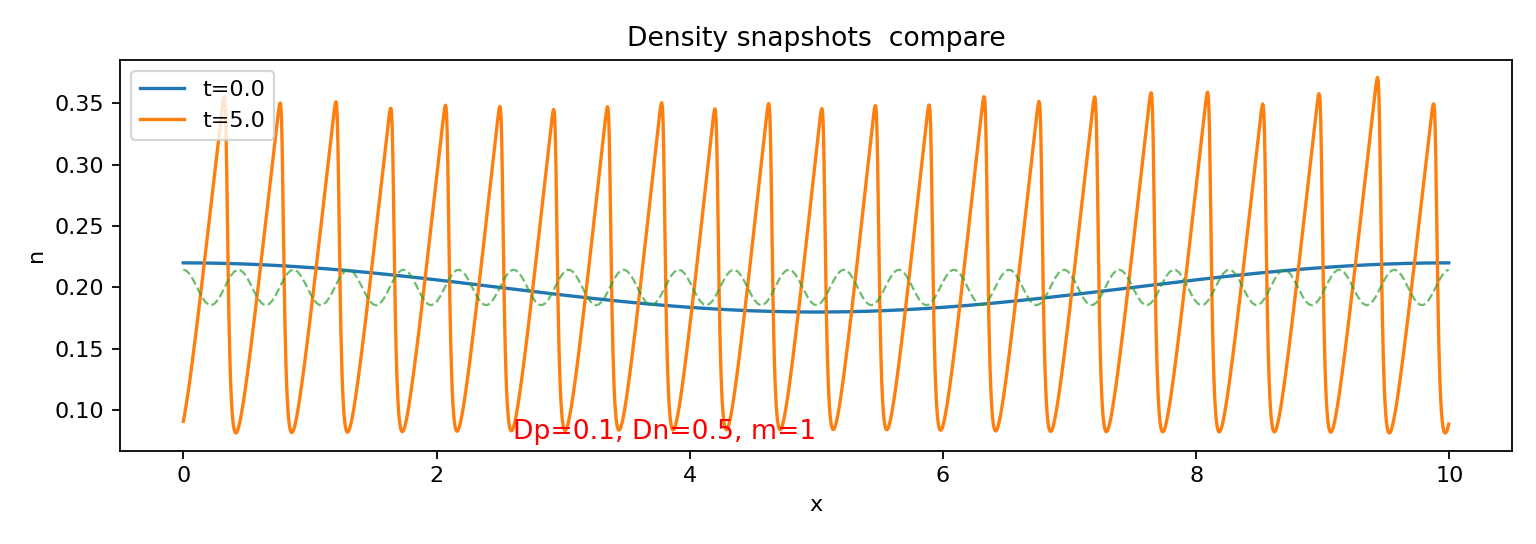 Density snapshots  compare
t=0.0
t=5.0
n
0.35
0.30
0.25
0.20
0.15
0.10
Dp=0.1, Dn=0.5, m=1
0 2 4 6 8 10
x